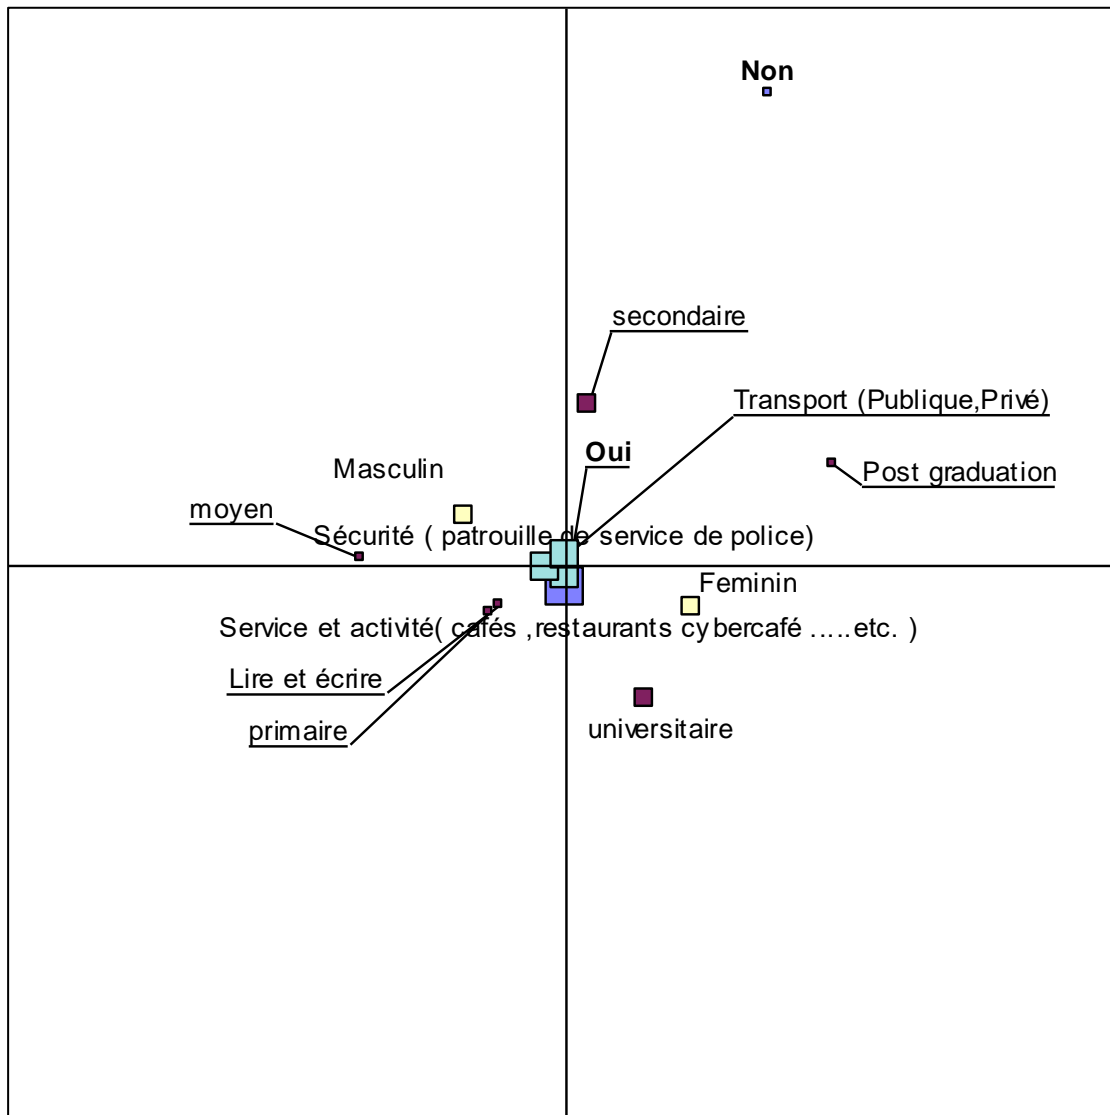 Non
secondaire
Transport (Publique,Privé)
Oui
Masculin
Post graduation
moyen
Sécurité ( patrouille de service de police)
Feminin
Service et activité( cafés ,restaurants cybercafé .....etc. )
Lire et écrire
primaire
universitaire